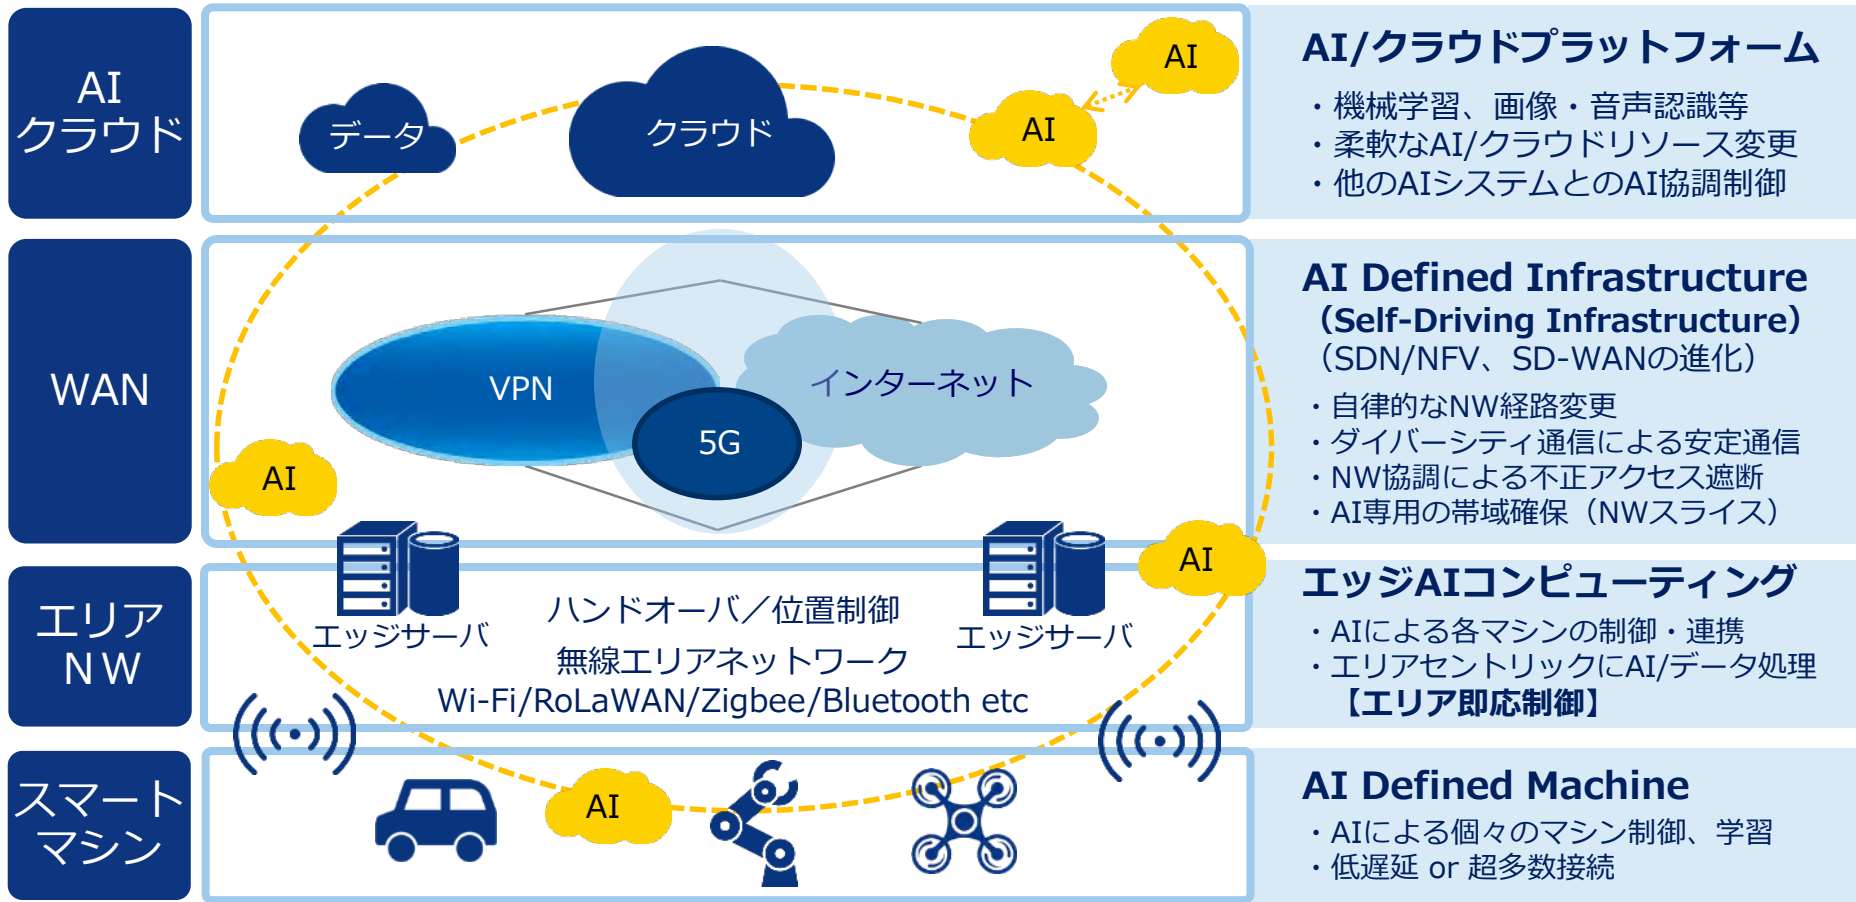 AI
クラウド
データ
クラウド
AI
AI
AI/クラウドプラットフォーム
・機械学習、画像・音声認識等
・柔軟なAI/クラウドリソース変更
・他のAIシステムとのAI協調制御
WAN
VPN
5G
インターネット
AI
AI
AI Defined Infrastructure
（Self-Driving Infrastructure）
（SDN/NFV、SD-WANの進化）
・自律的なNW経路変更
・ダイバーシティ通信による安定通信
・NW協調による不正アクセス遮断
・AI専用の帯域確保（NWスライス）
エリア
ＮＷ
エッジサーバ
ハンドオーバ／位置制御
無線エリアネットワーク
Wi-Fi/RoLaWAN/Zigbee/Bluetooth etc
エッジサーバ
エッジAIコンピューティング
・AIによる各マシンの制御・連携
・エリアセントリックにAI/データ処理
【エリア即応制御】
スマート
マシン
AI
AI Defined Machine
・AIによる個々のマシン制御、学習
・低遅延 or 超多数接続